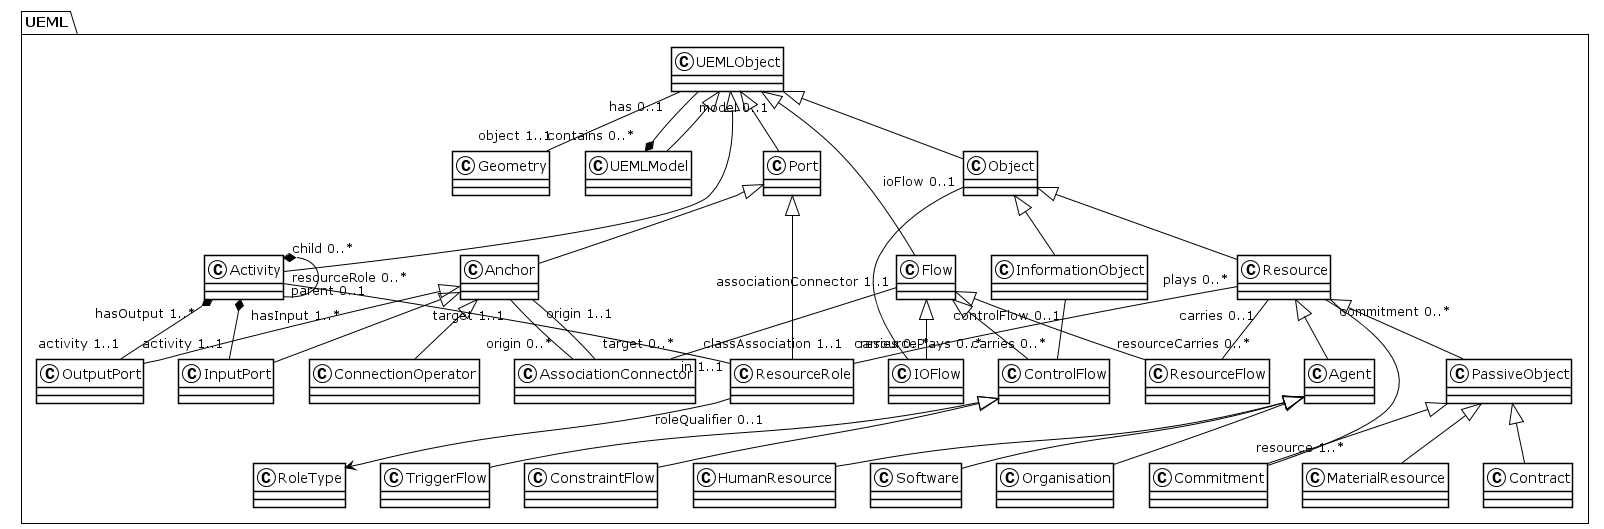 UEML
C UEMLObject
has 0..1
model 0..1
object 1..1
contains 0..*
C Geometry
C UEMLModel
C Port
C Object
ioFlow 0..1
child 0..*
C Activity
resourceRole 0..*
parent 0..1
C Anchor
associationConnector 1..1
C Flow
C InformationObject
plays 0..*
C Resource
hasOutput 1..*
hasInput 1..*
target 1..1
origin 1..1
controlFlow 0..1
carries 0..1
commitment 0..*
activity 1..1
activity 1..1
origin 0..*
target 0..*
classAssociation 1..1
carries 0..*
resourcePlays 0..*
carries 0..*
resourceCarries 0..*
in 1..1
C OutputPort
C InputPort
C ConnectionOperator
C AssociationConnector
C ResourceRole
C IOFlow
C ControlFlow
C ResourceFlow
C Agent
C PassiveObject
roleQualifier 0..1
resource 1..*
C RoleType
C TriggerFlow
C ConstraintFlow
C HumanResource
C Software
C Organisation
C Commitment
C MaterialResource
C Contract